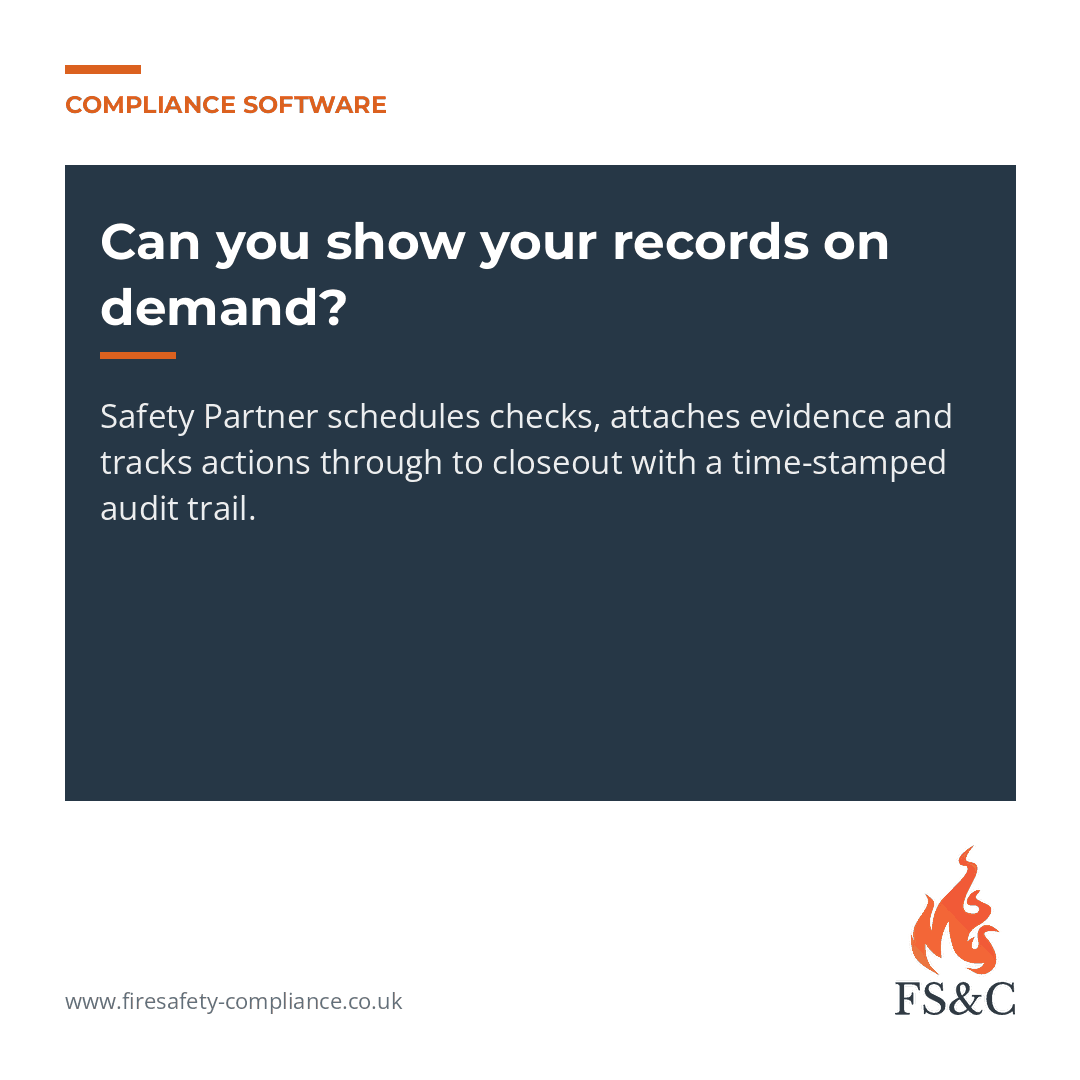 COMPLIANCE SOFTWARE
Can you show your records on
demand?
Safety Partner schedules checks, attaches evidence and
tracks actions through to closeout with a time-stamped
audit trail.
www.firesafety-compliance.co.uk
FS&C